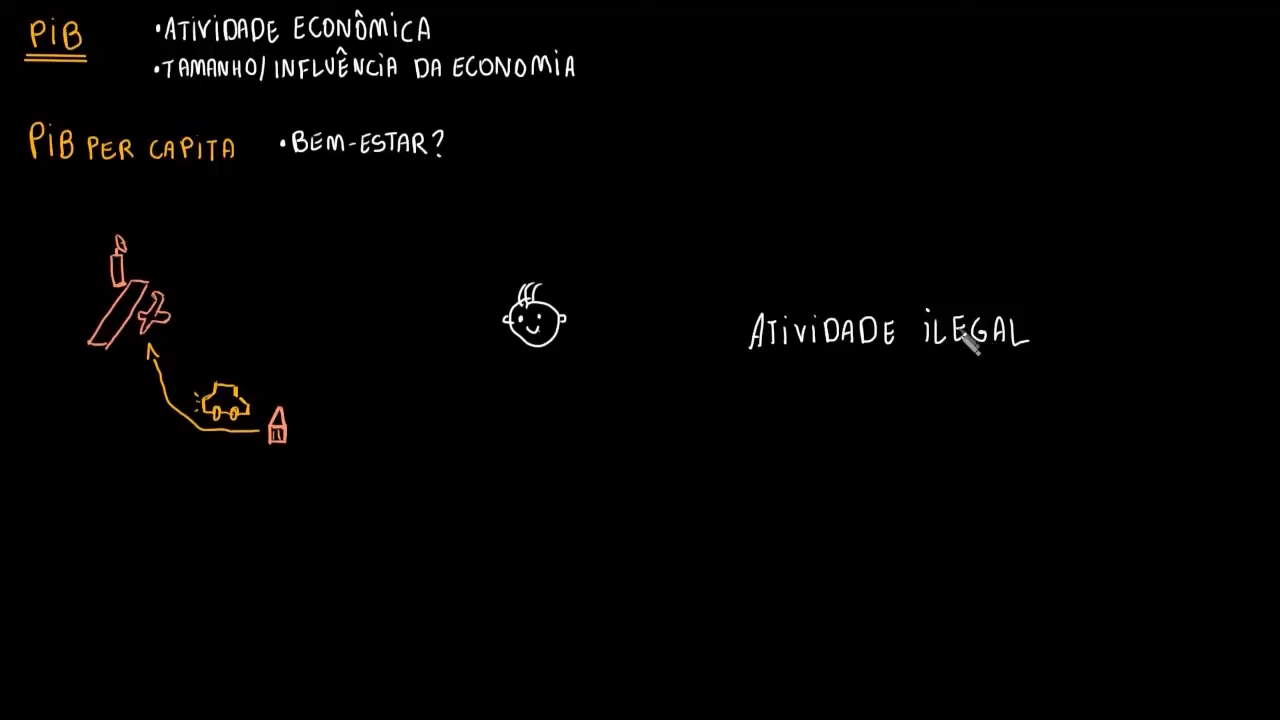 PiB
•ATiViDADE ECONÔMiCA
•TAMANHO/iNFLUÊNCiA DA ECONOMiA
PiB PER CAPiTA
•BEM-ESTAR?
ATiViDADE iLEGAL